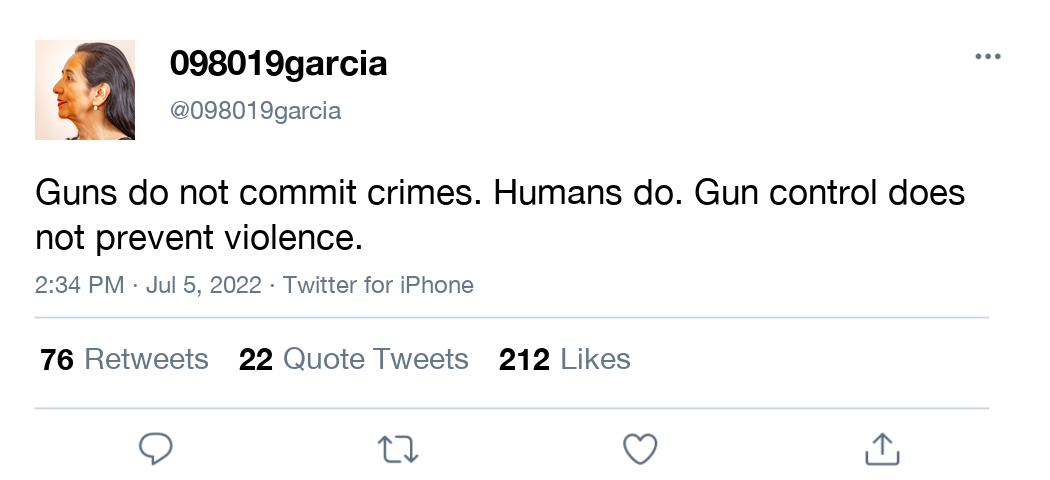 098019garcia
@098019garcia
Guns do not commit crimes. Humans do. Gun control does
not prevent violence.
2:34 PM · Jul 5, 2022 · Twitter for iPhone
76 Retweets 22 Quote Tweets 212 Likes